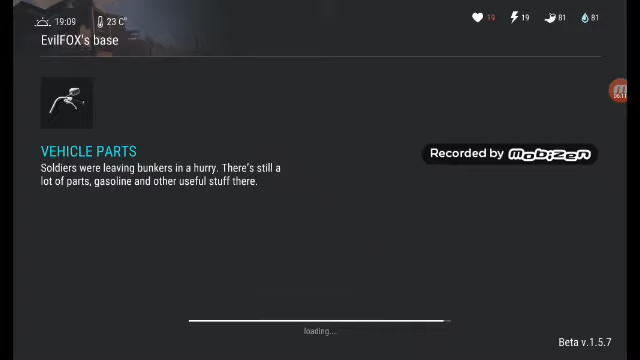 19:09 23 C° 19 19 81 81
EvilFOX's base
VEHICLE PARTS
Soldiers were leaving bunkers in a hurry. There's still a
lot of parts, gasoline and other useful stuff there.
Recorded by mobizen
loading...
Beta v.1.5.7